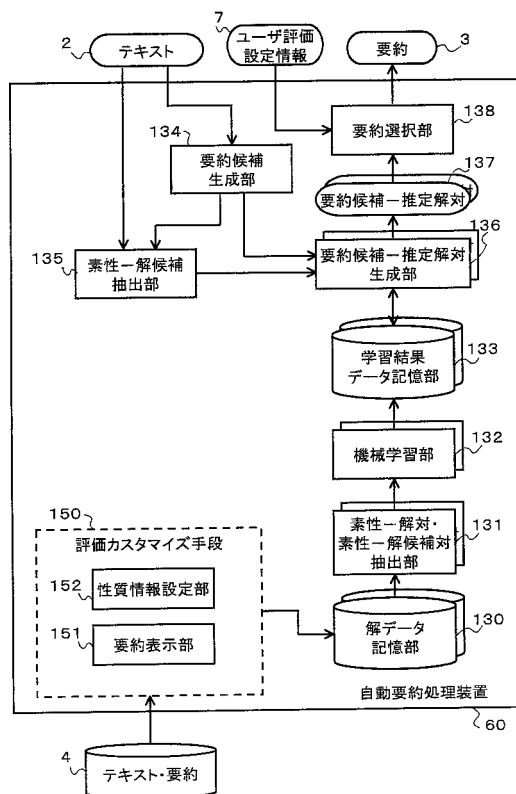 2
テキスト
7
ユーザ評価
設定情報
要約
3
134
要約候補
生成部
138
要約選択部
137
要約候補－推定解対
135
素性－解候補
抽出部
136
要約候補－推定解対
生成部
学習結果
データ記憶部
133
132
機械学習部
素性－解対・
素性－解候補対
抽出部
131
150
評価カスタマイズ手段
152
性質情報設定部
151
要約表示部
解データ
記憶部
130
自動要約処理装置
60
4
テキスト・要約